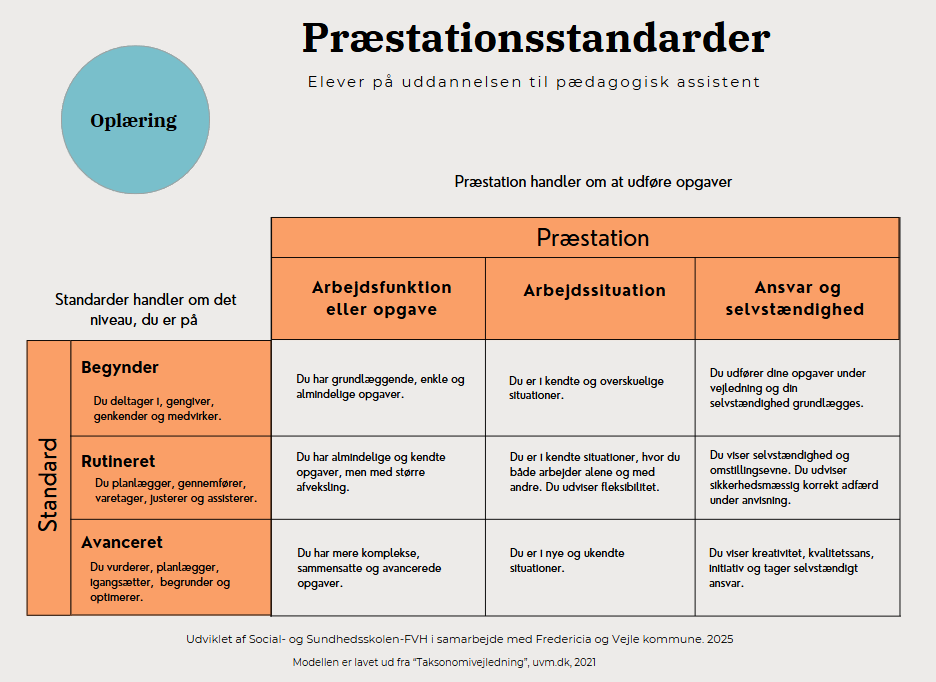 Præstationsstandarder
Elever på uddannelsen til pædagogisk assistent
Oplæring
Præstation handler om at udføre opgaver
Standarder handler om det
niveau, du er på
Præstation
Arbejdsfunktion
eller opgave
Arbejdssituation
Ansvar og
selvstændighed
Standard
Begynder
Du deltager i, gengiver,
genkender og medvirker.
Du har grundlæggende, enkle og
almindelige opgaver.
Du er i kendte og overskuelige
situationer.
Du udfører dine opgaver under
vejledning og din
selvstændighed grundlægges.
Rutineret
Du planlægger, gennemfører,
varetager, justerer og assisterer.
Du har almindelige og kendte
opgaver, men med større
afveksling.
Du er i kendte situationer, hvor du
både arbejder alene og med
andre. Du udviser fleksibilitet.
Du viser selvstændighed og
omstillingsevne. Du udviser
sikkerhedsmæssig korrekt adfærd
under anvisning.
Avanceret
Du vurderer, planlægger,
igangsætter, begrunder og
optimerer.
Du har mere komplekse,
sammensatte og avancerede
opgaver.
Du er i nye og ukendte
situationer.
Du viser kreativitet, kvalitetssans,
initiativ og tager selvstændigt
ansvar.
Udviklet af Social- og Sundhedsskolen-FVH i samarbejde med Fredericia og Vejle kommune. 2025
Modellen er lavet ud fra "Taksonomivejledning", uvm.dk, 2021